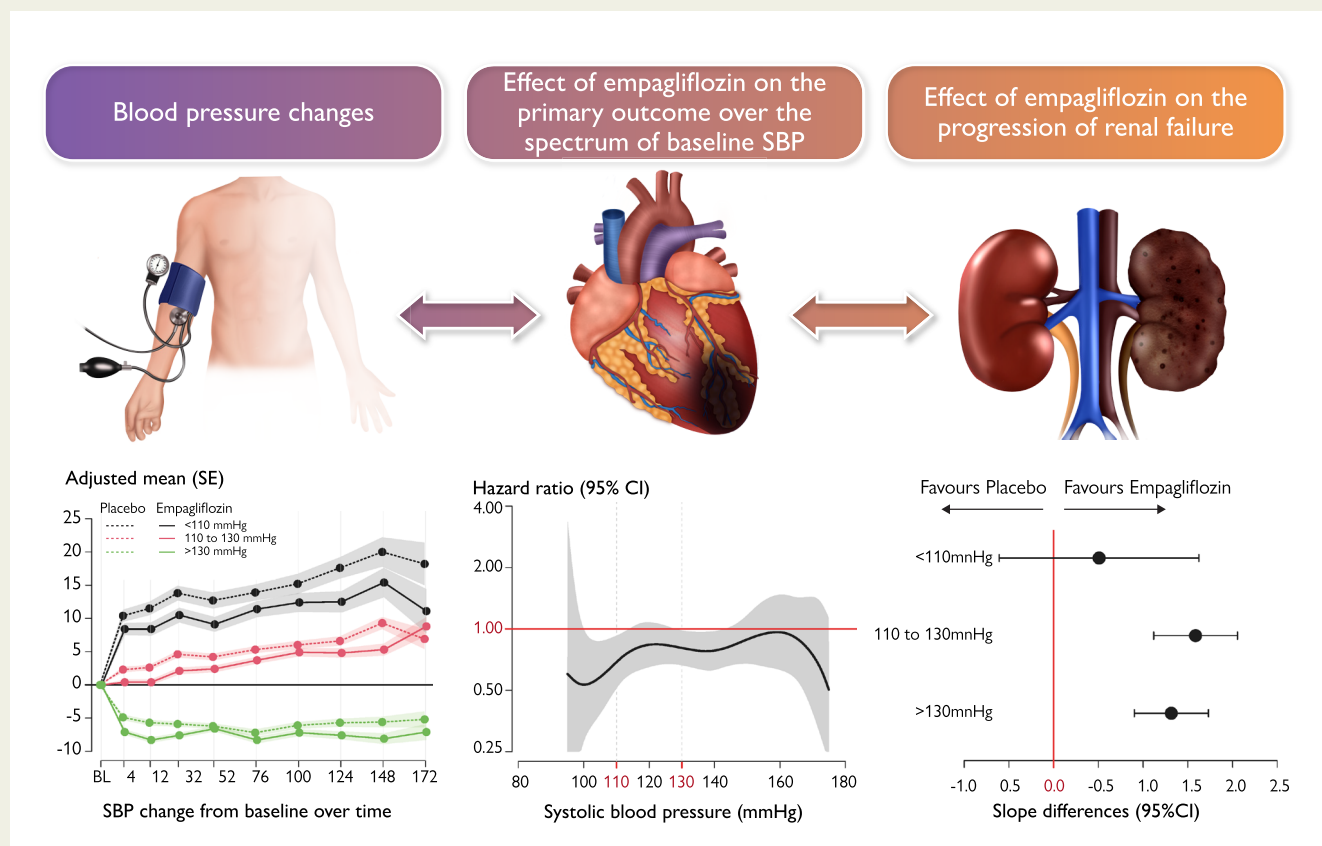 Blood pressure changes
Effect of empagliflozin on the
primary outcome over the
spectrum of baseline SBP
Effect of empagliflozin on the
progression of renal failure
Adjusted mean (SE)
Placebo Empagliflozin
<110 mmHg
110 to 130 mmHg
>130 mmHg
25
20
15
10
5
0
-5
-10
BL 4 12 32 52 76 100 124 148 172
SBP change from baseline over time
Hazard ratio (95% CI)
4.00
2.00
1.00
0.50
0.25
80 100 110 120 130 140 160 180
Systolic blood pressure (mmHg)
Favours Placebo Favours Empagliflozin
<110mnHg
110 to 130mnHg
>130mnHg
-1.0 0.5 0.0 -0.5 1.0 1.5 2.0 2.5
Slope differences (95%CI)